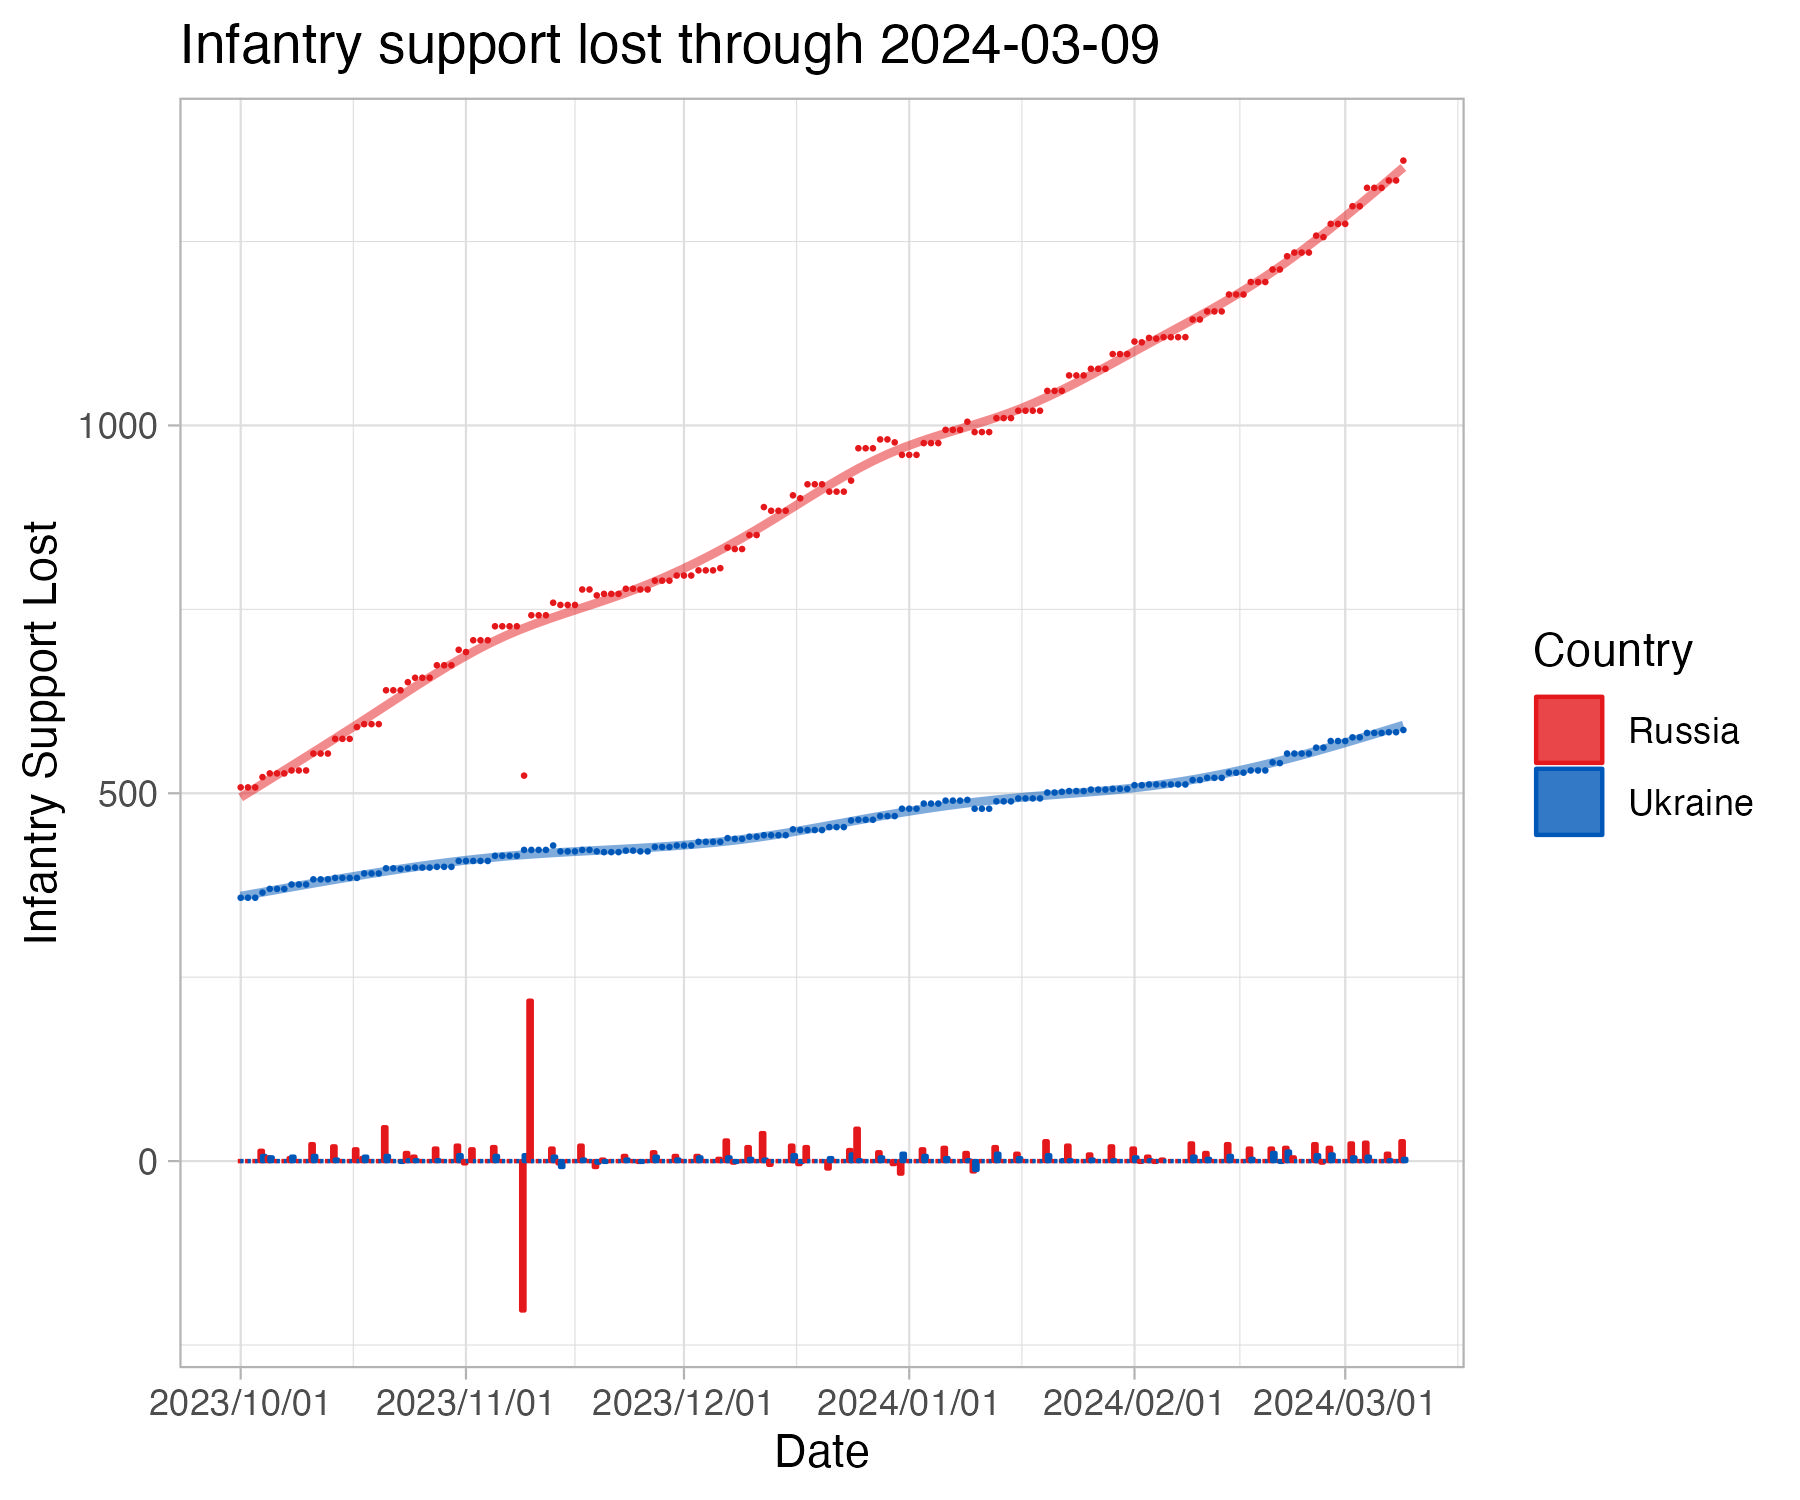 Infantry support lost through 2024-03-09
Infantry Support Lost
1000
500
0
2023/10/01
2023/11/01
2023/12/01
2024/01/01
2024/02/01
2024/03/01
Date
Country
Russia
Ukraine